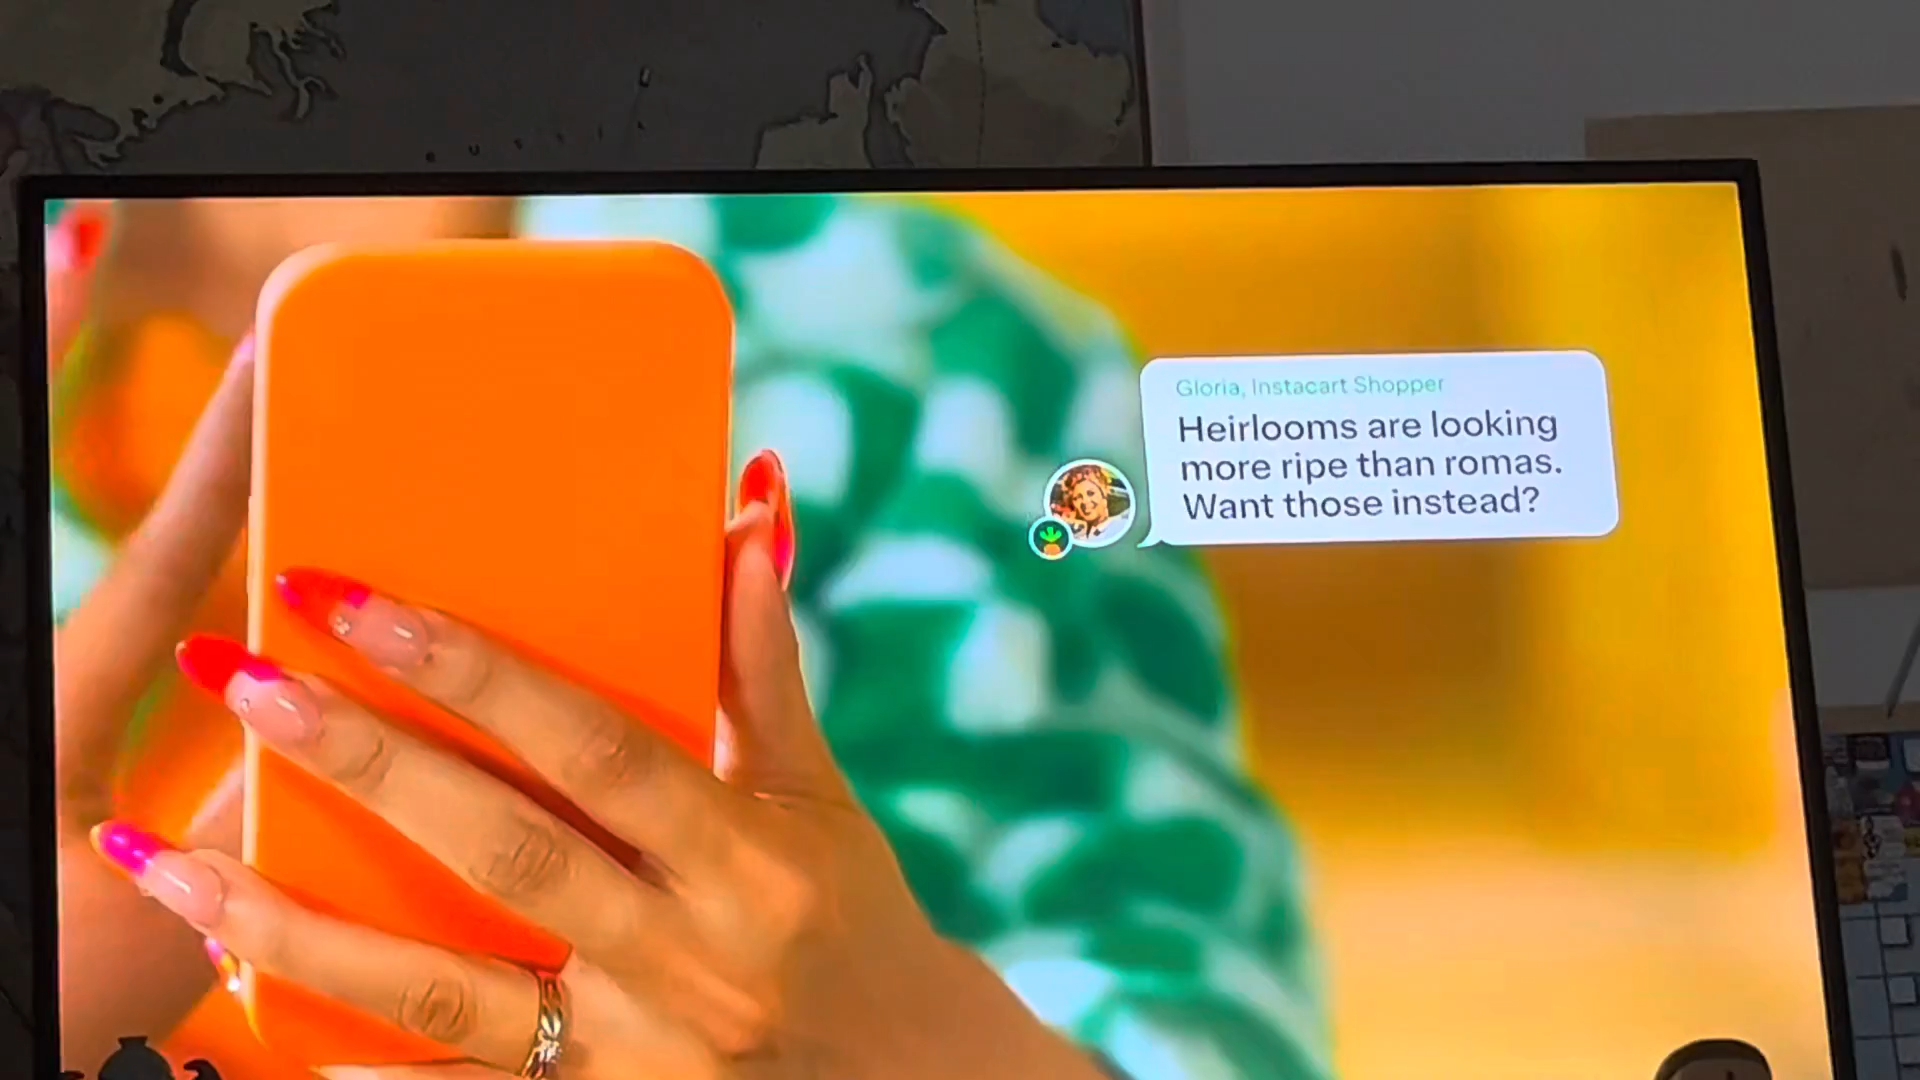 Gloria, Instacart Shopper
Heirlooms are looking
more ripe than romas.
Want those instead?